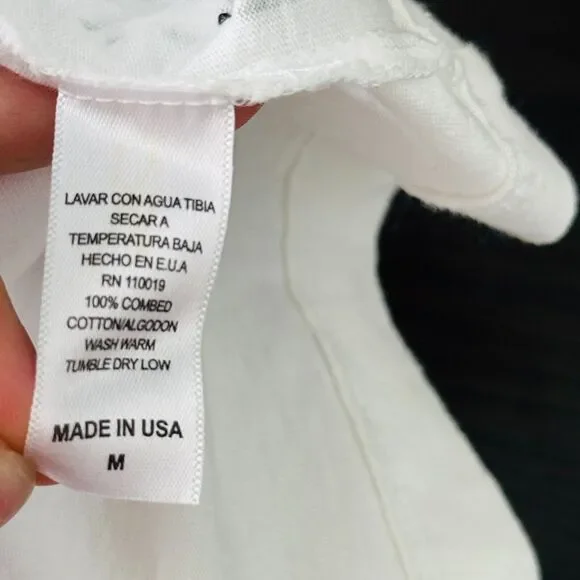 LAVAR CON AGUA TIBIA
SECAR A
TEMPERATURA BAJA
HECHO EN E.U.A
RN 110019
100% COMBED
COTTON/ALGODON
WASH WARM
TUMBLE DRY LOW
MADE IN USA
M